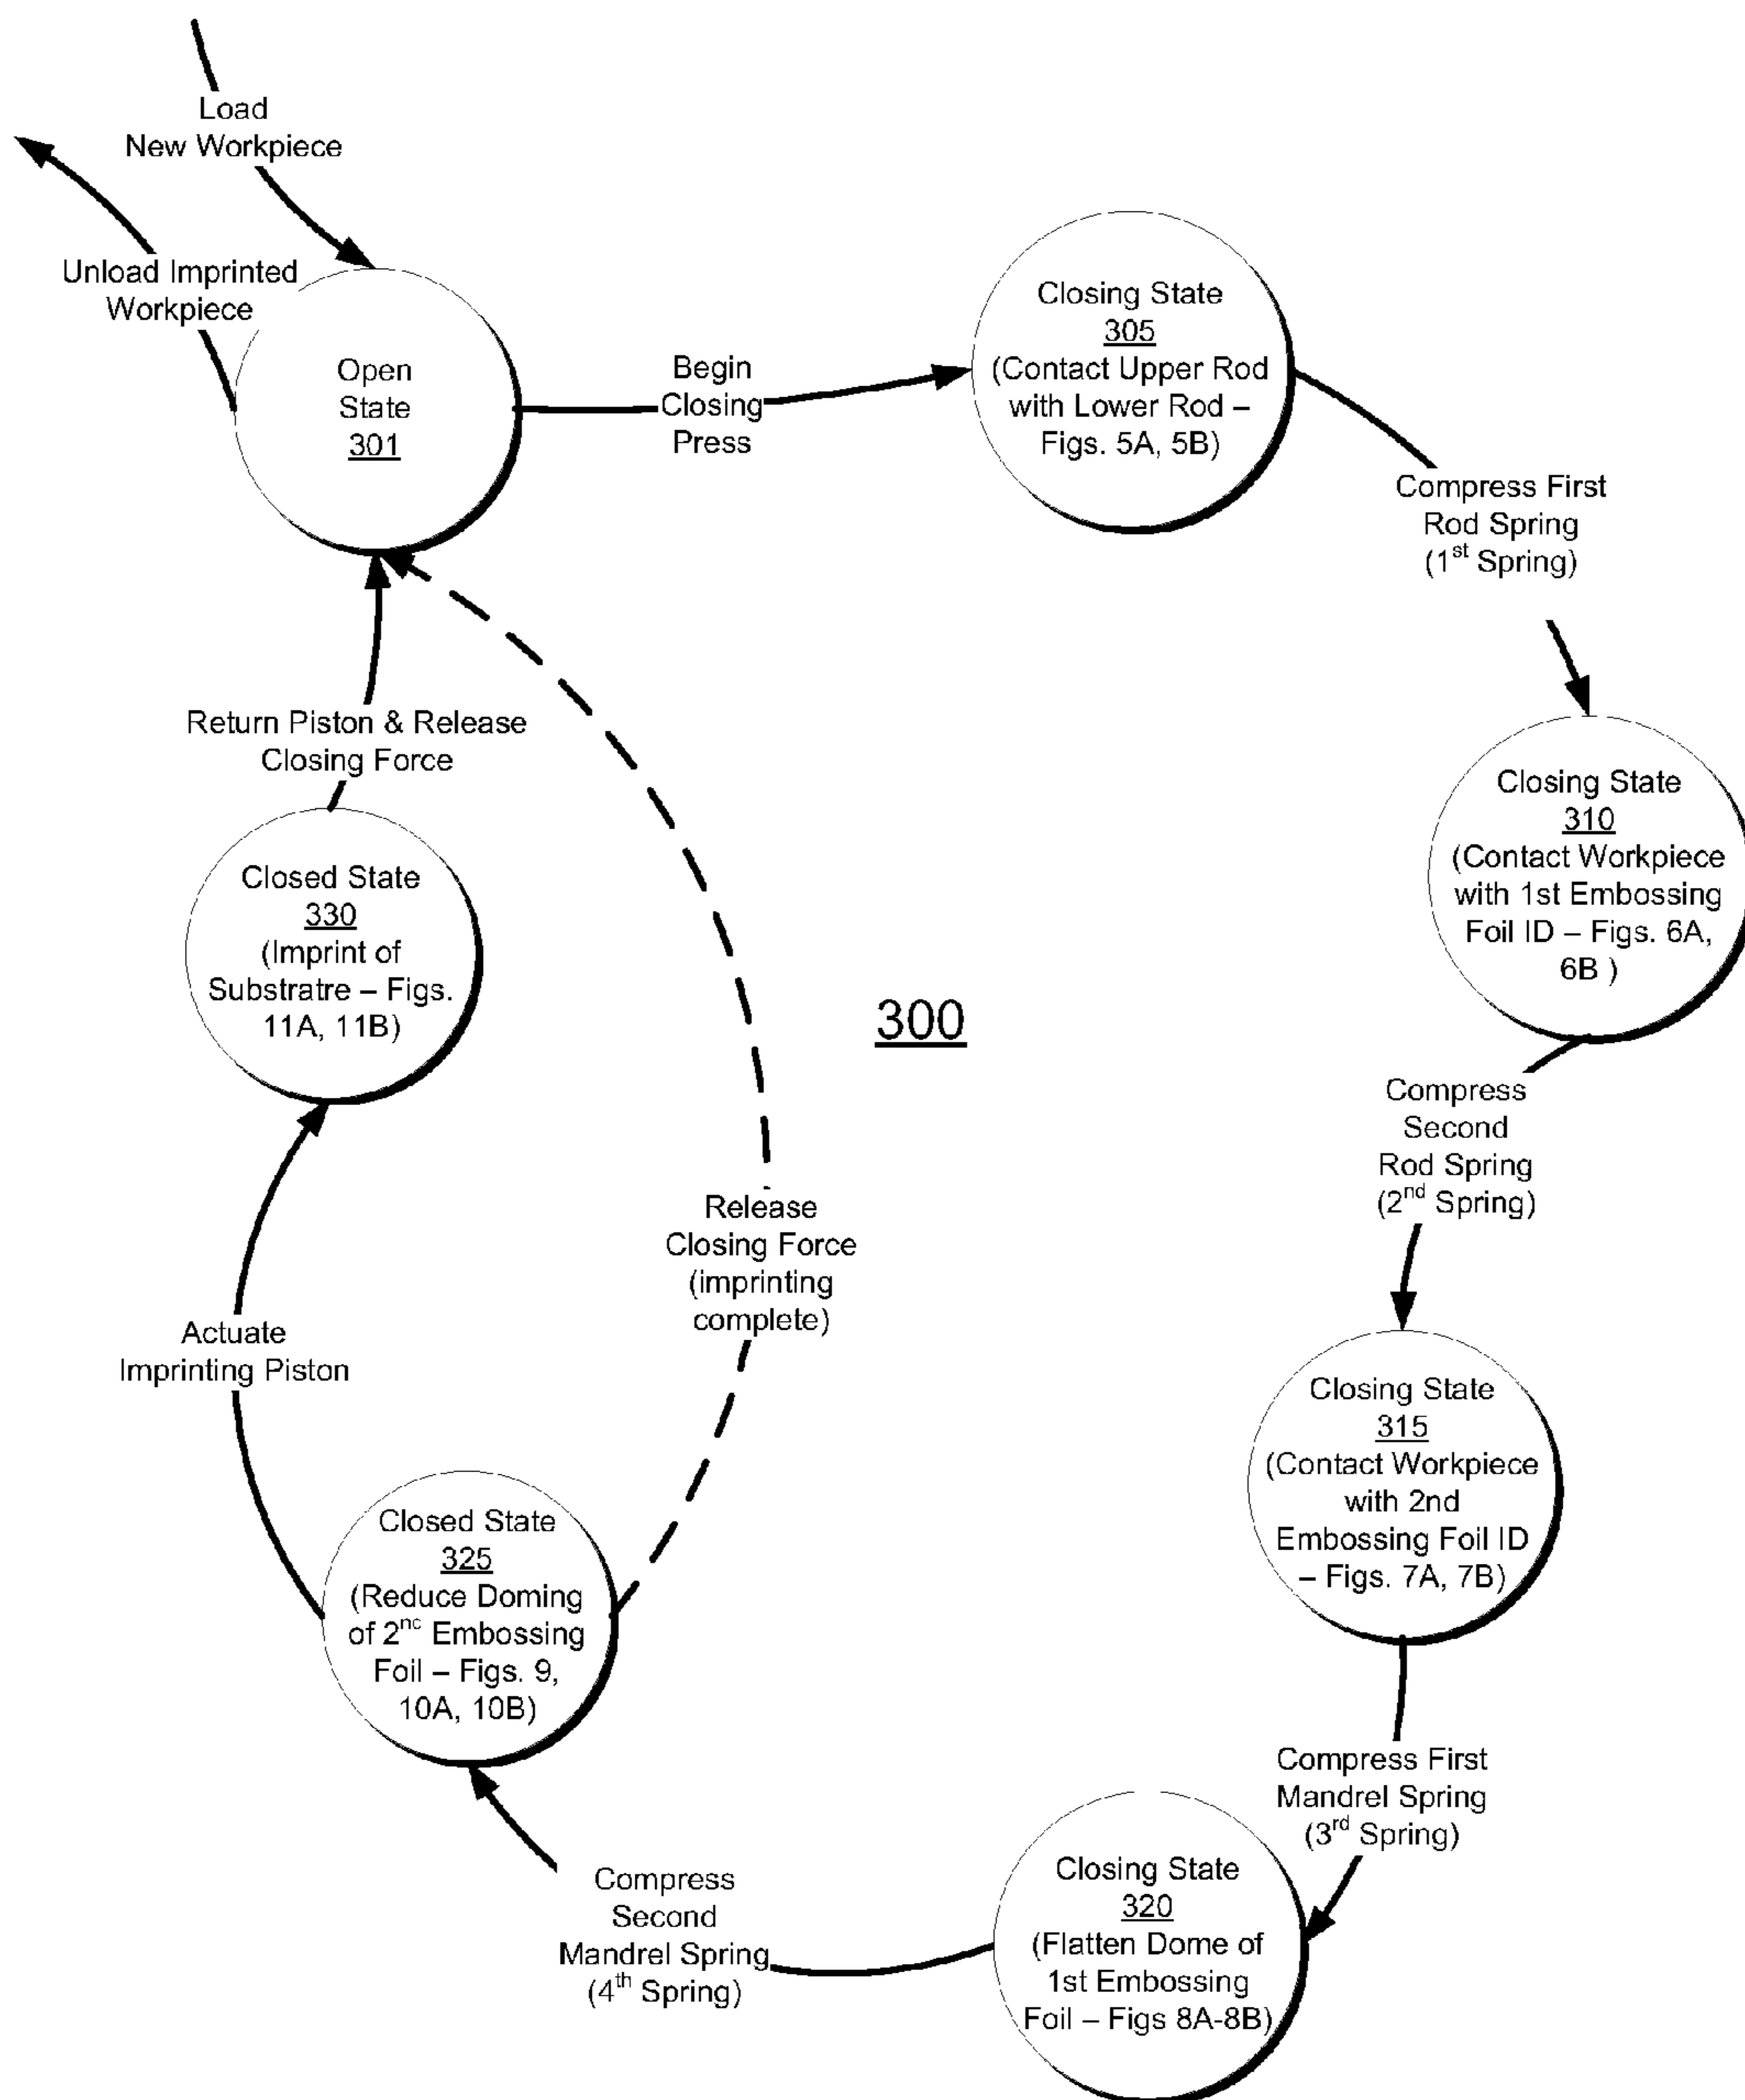 Load
New Workpiece
Unload Imprinted
Workpiece
Open
State
301
Begin
Closing
Press
Closing State
305
(Contact Upper Rod
with Lower Rod –
Figs. 5A, 5B)
Compress First
Rod Spring
(1st Spring)
Closing State
310
(Contact Workpiece
with 1st Embossing
Foil ID – Figs. 6A,
6B )
Compress
Second
Rod Spring
(2nd Spring)
Closing State
315
(Contact Workpiece
with 2nd
Embossing Foil ID
– Figs. 7A, 7B)
Compress First
Mandrel Spring
(3rd Spring)
Closing State
320
(Flatten Dome of
1st Embossing
Foil – Figs 8A-8B)
Compress
Second
Mandrel Spring
(4th Spring)
Closed State
325
(Reduce Doming
of 2nd Embossing
Foil – Figs. 9,
10A, 10B)
Actuate
Imprinting Piston
Release
Closing Force
(imprinting
complete)
Closed State
330
(Imprint of
Substratre – Figs.
11A, 11B)
Return Piston & Release
Closing Force
300